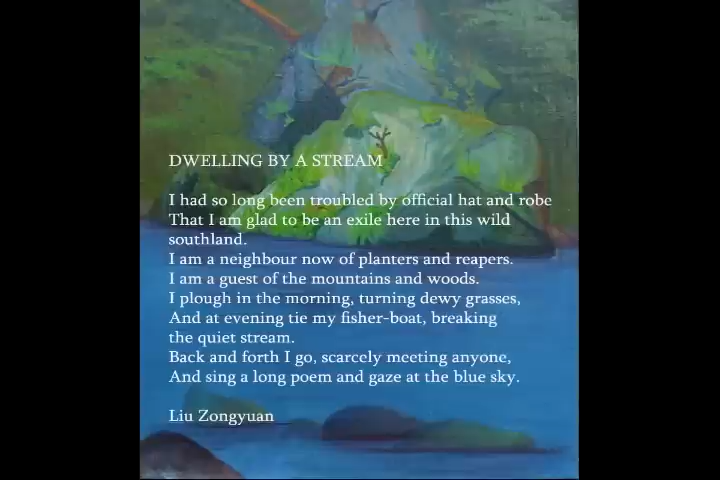 DWELLING BY A STREAM
I had so long been troubled by official hat and robe
That I am glad to be an exile here in this wild
southland.
I am a neighbour now of planters and reapers.
I am a guest of the mountains and woods.
I plough in the morning, turning dewy grasses,
And at evening tie my fisher-boat, breaking
the quiet stream.
Back and forth I go, scarcely meeting anyone,
And sing a long poem and gaze at the blue sky.
Liu Zongyuan